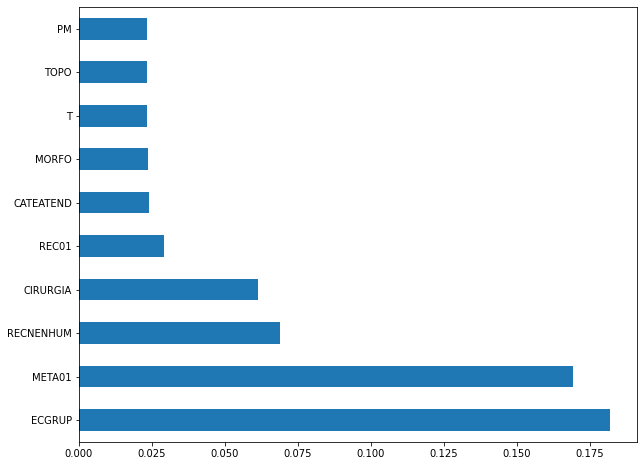 PM
TOPO
T
MORFO
CATEATEND
REC01
CIRURGIA
RECNENHUM
META01
ECGRUP
0.000 0.025 0.050 0.075 0.100 0.125 0.150 0.175